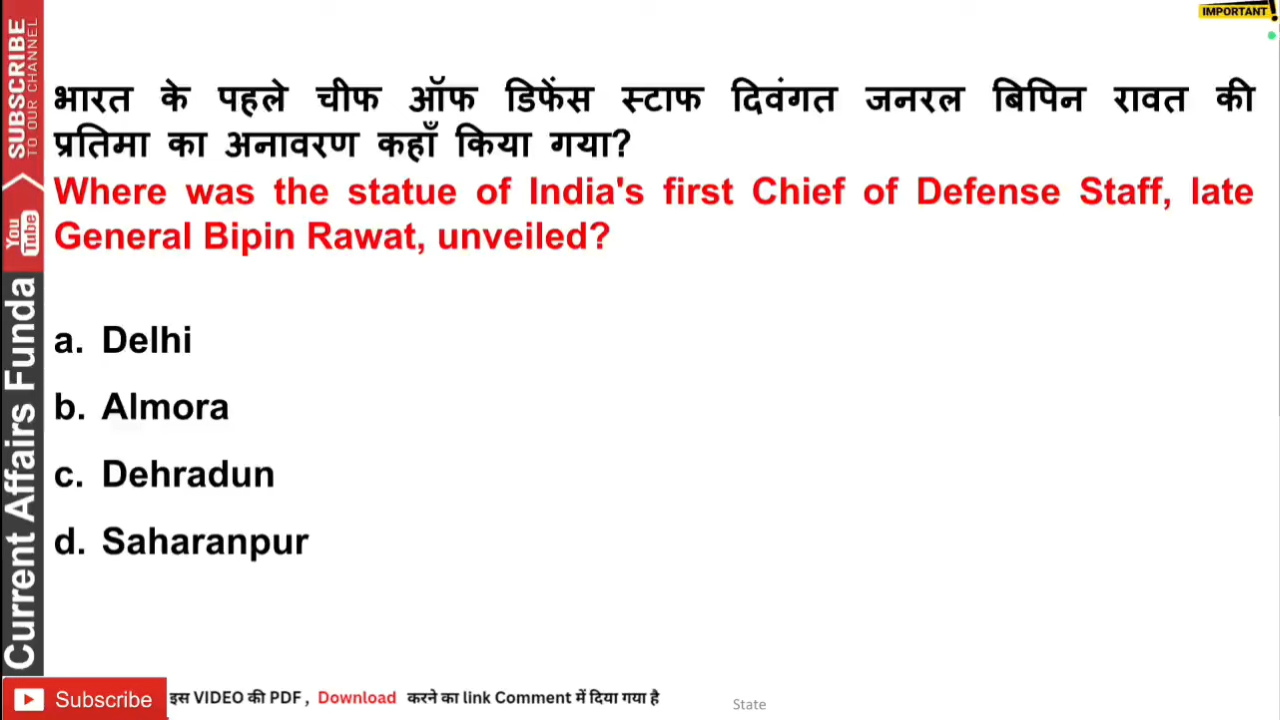 IMPORTANT
भारत के पहले चीफ ऑफ डिफेंस स्टाफ दिवंगत जनरल बिपिन रावत की
प्रतिमा का अनावरण कहाँ किया गया?
Where was the statue of India's first Chief of Defense Staff, late
General Bipin Rawat, unveiled?
a. Delhi
b. Almora
c. Dehradun
d. Saharanpur
SUBSCRIBE
TO OUR CHANNEL
You
Tube
Current Affairs Funda
Subscribe
इस VIDEO की PDF, Download करने का link Comment में दिया गया है
State